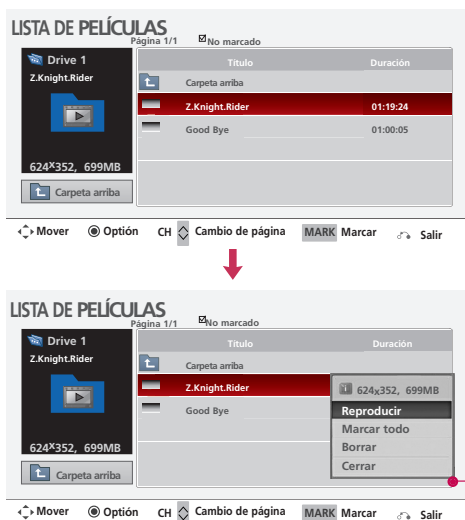 LISTA DE PELÍCULAS
Página 1/1 No marcado
Drive 1
Z.Knight.Rider
624x352, 699MB
Carpeta arriba
Título Duración
Carpeta arriba
Z.Knight.Rider 01:19:24
Good Bye 01:00:05
Mover Optión CH Cambio de página MARK Marcar Salir
LISTA DE PELÍCULAS
Página 1/1 No marcado
Drive 1
Z.Knight.Rider
624x352, 699MB
Carpeta arriba
Título Duración
Carpeta arriba
Z.Knight.Rider
Good Bye
i 624x352, 699MB
Reproducir
Marcar todo
Borrar
Cerrar
Mover Optión CH Cambio de página MARK Marcar Salir